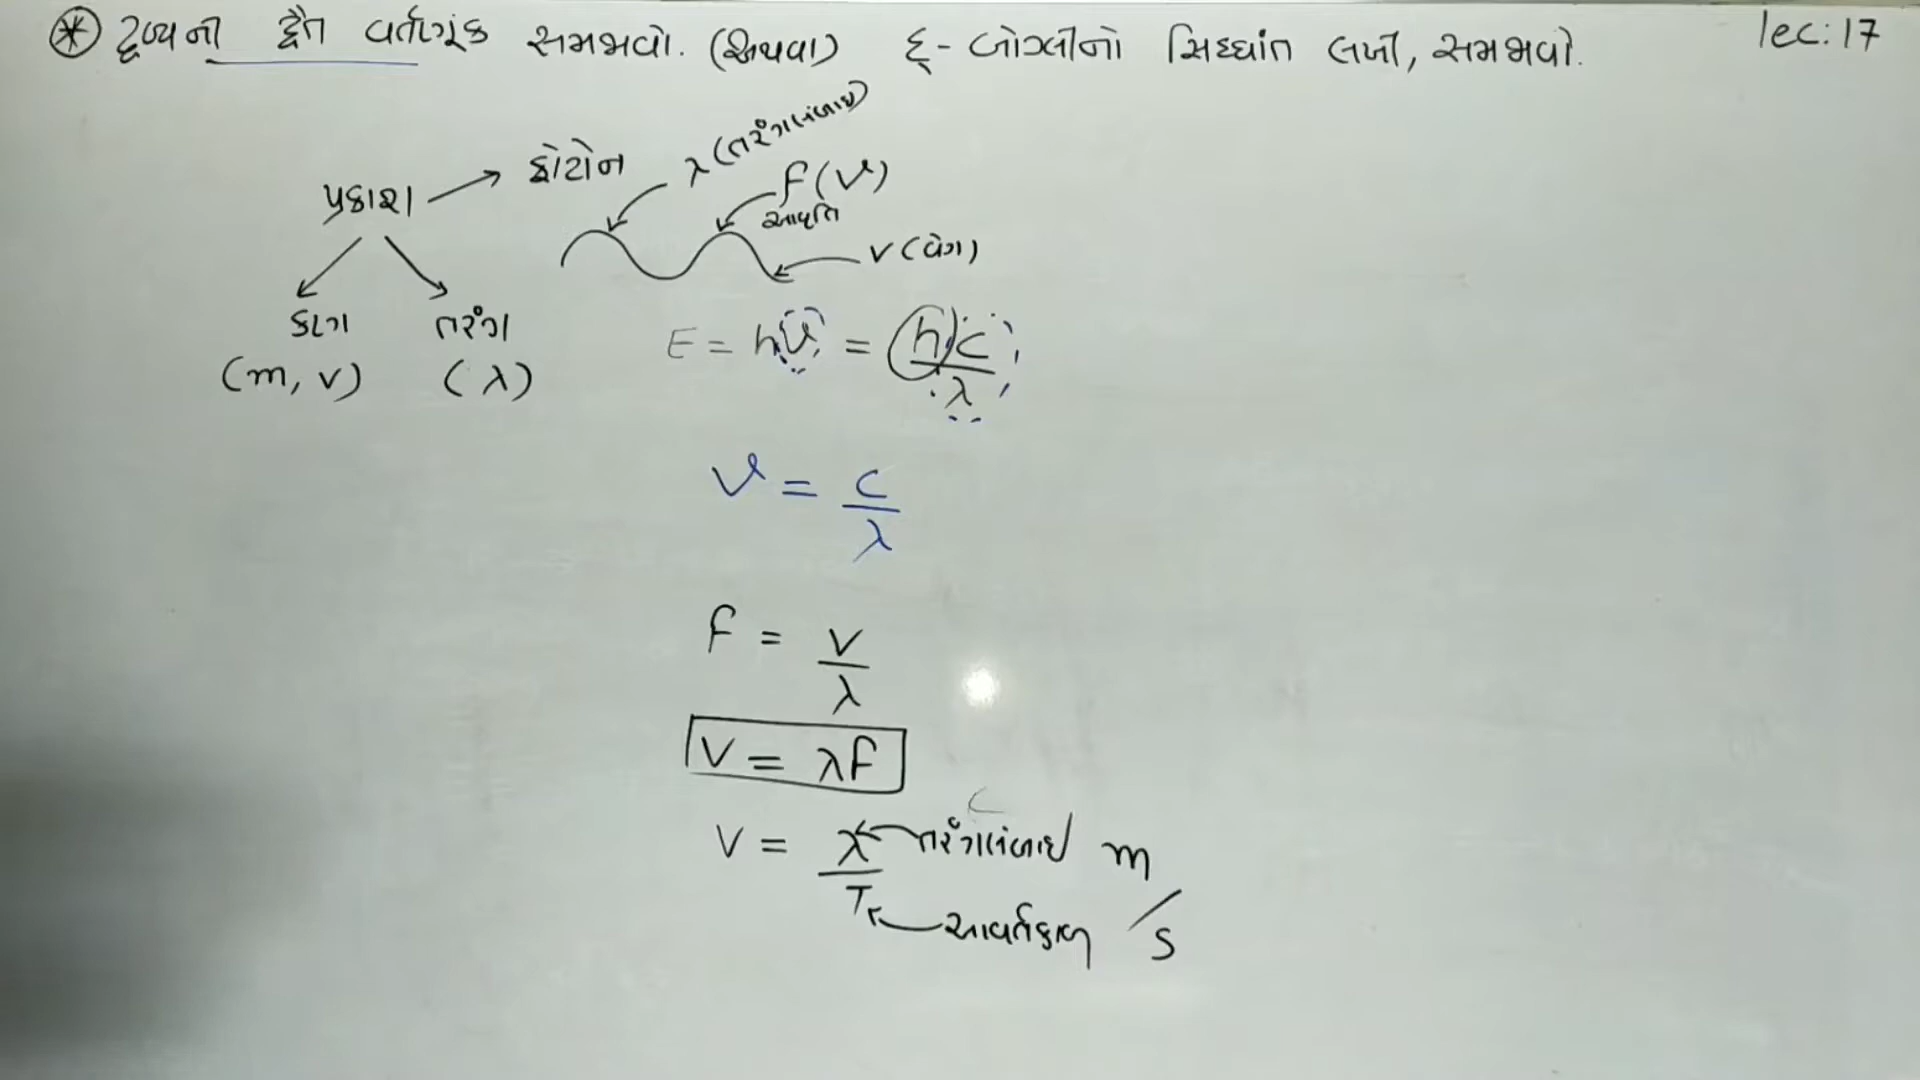 દ્રવ્યની દ્વૈત વર્તણૂંક સમજાવો. (અથવા) દ્-બ્રોગ્લીનો સિધ્ધાંત લખી, સમજાવો.
lec: 17
λ (તરંગલંબાઇ)
પ્રકાશ → ફોટોન
f (ν)
આવૃતિ
v (વેગ)
કણ તરંગ
(m, v) (λ)
E = hν = hc/λ
ν = c/λ
f = v/λ
v = λf
v = λ/T
તરંગલંબાઇ m
આવર્તકાળ /s